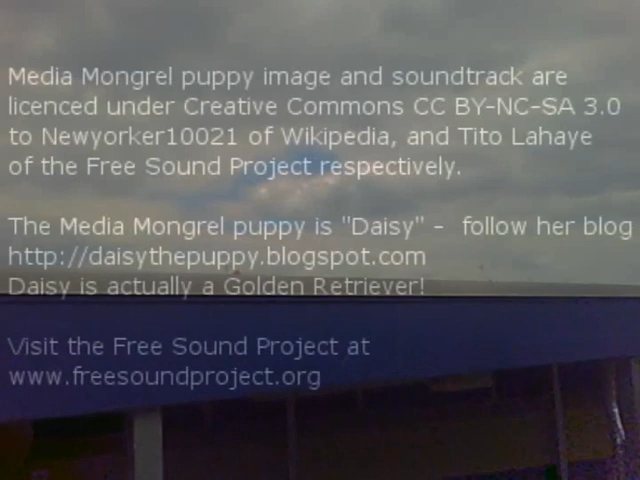 Media Mongrel puppy image and soundtrack are
licenced under Creative Commons CC BY-NC-SA 3.0
to Newyorker10021 of Wikipedia, and Tito Lahaye
of the Free Sound Project respectively.
The Media Mongrel puppy is "Daisy" - follow her blog
http://daisythepuppy.blogspot.com
Daisy is actually a Golden Retriever!
Visit the Free Sound Project at
www.freesoundproject.org